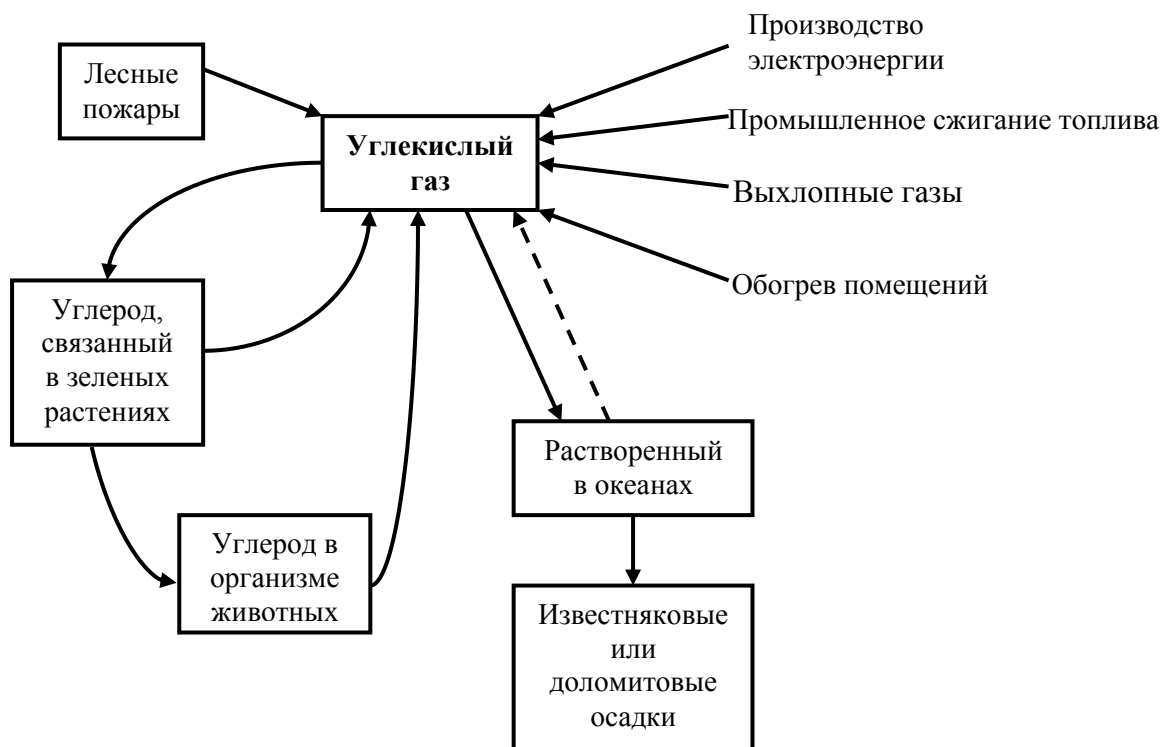 Производство
электроэнергии
Лесные
пожары
Промышленное сжигание топлива
Углекислый
газ
Выхлопные газы
Обогрев помещений
Углерод,
связанный
в зеленых
растениях
Растворенный
в океанах
Углерод в
организме
животных
Известняковые
или
доломитовые
осадки